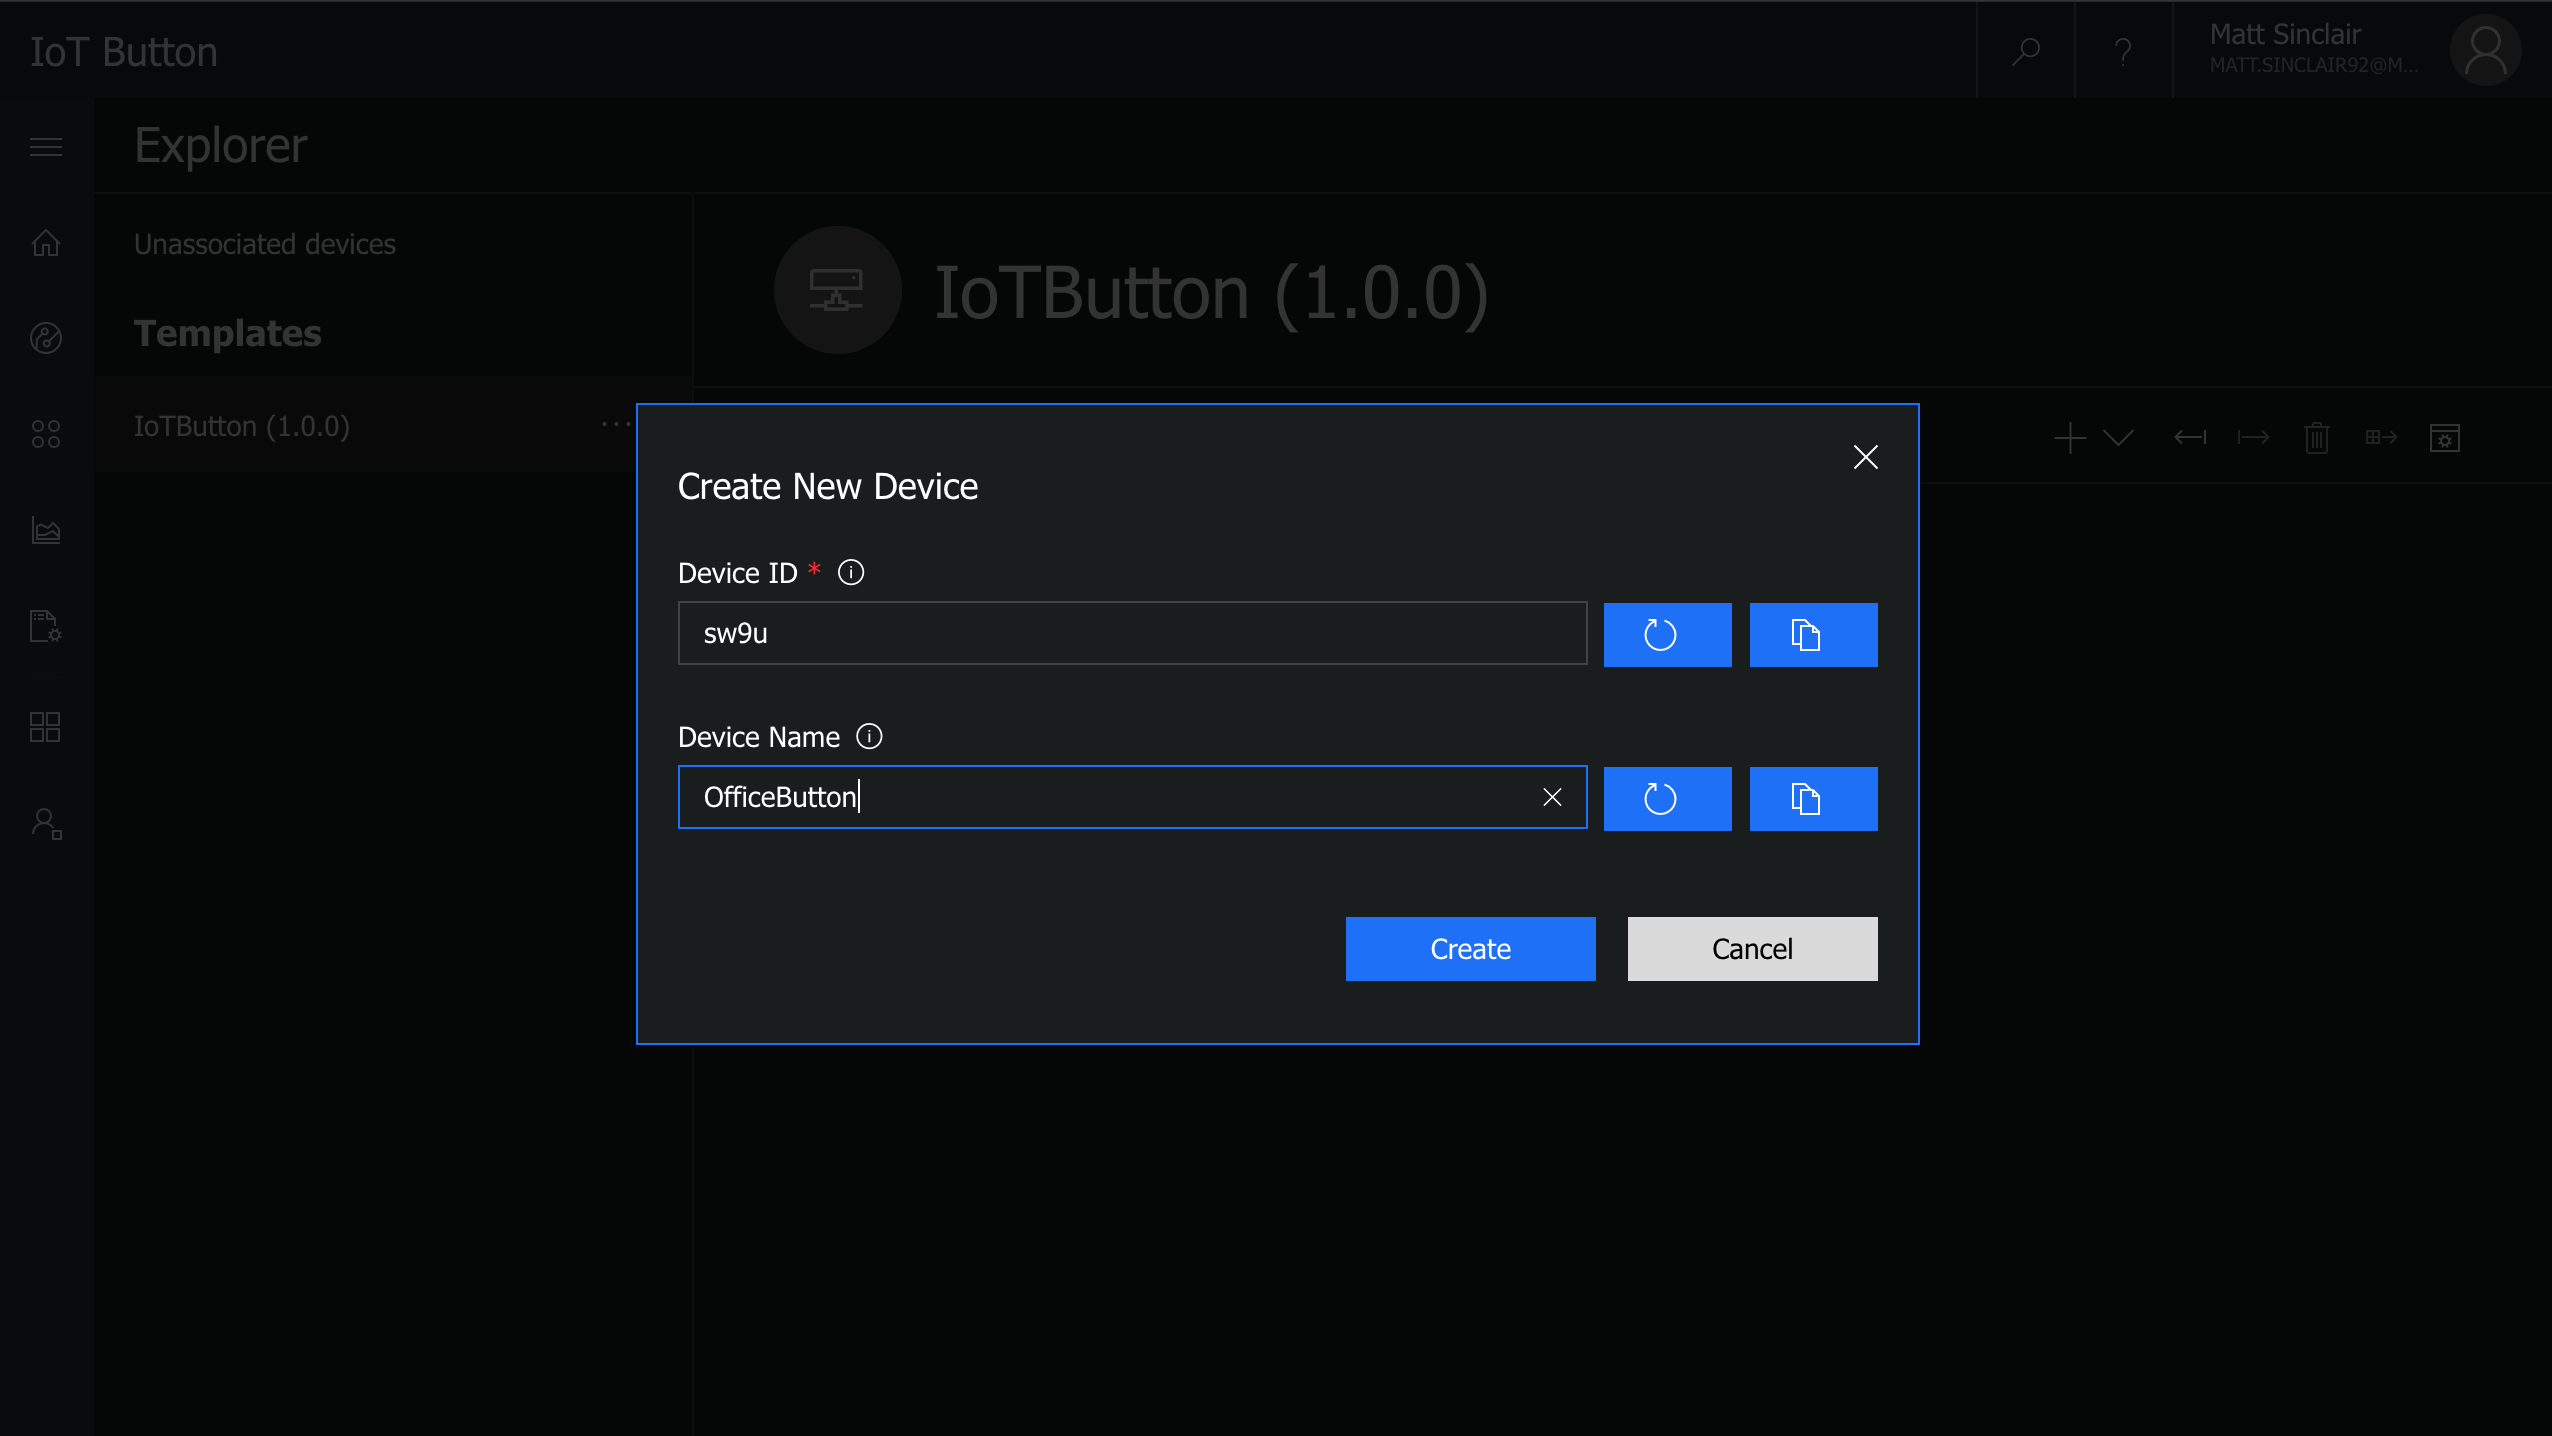 IoT Button
Matt Sinclair
MATT.SINCLAIR92@M...
Explorer
Unassociated devices
Templates
IoTButton (1.0.0)
...
IoTButton (1.0.0)
Create New Device
Device ID *
sw9u
Device Name
OfficeButton
Create
Cancel